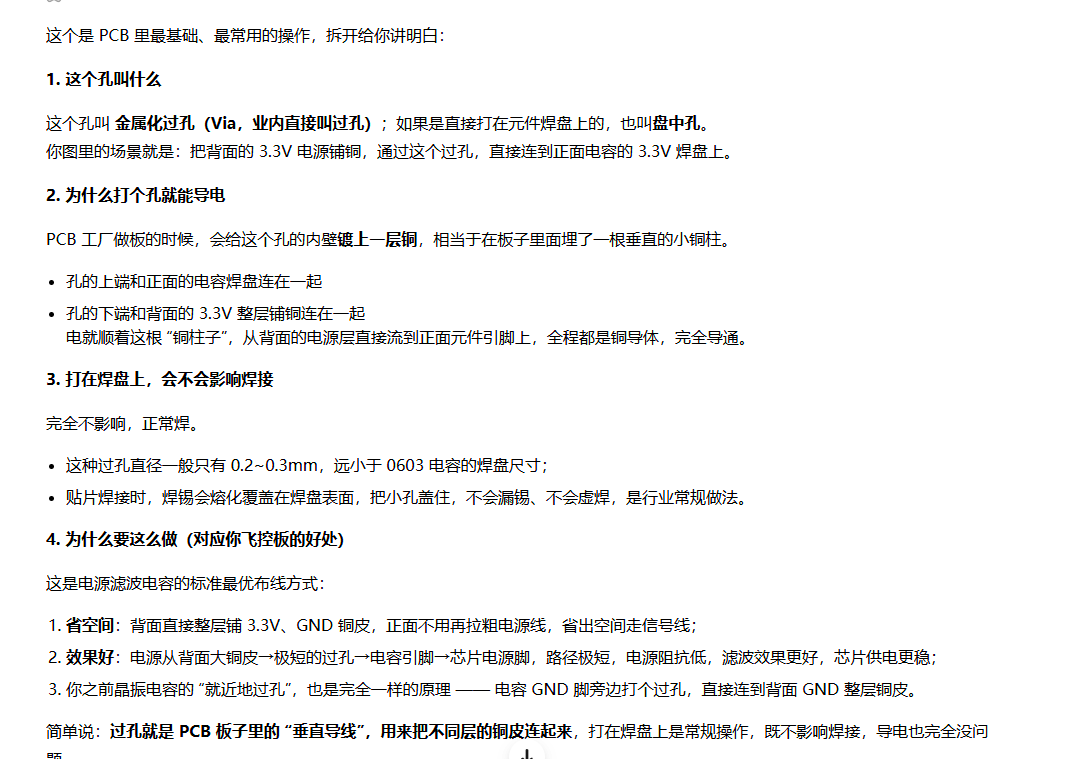 这个是 PCB 里最基础、最常用的操作，拆开给你讲明白：
1. 这个孔叫什么
这个孔叫 金属化过孔（Via，业内直接叫过孔）；如果是直接打在元件焊盘上的，也叫盘中孔。
你图里的场景就是：把背面的 3.3V 电源铺铜，通过这个过孔，直接连到正面电容的 3.3V 焊盘上。
2. 为什么打个孔就能导电
PCB 工厂做板的时候，会给这个孔的内壁镀上一层铜，相当于在板子里面埋了一根垂直的小铜柱。
• 孔的上端和正面的电容焊盘连在一起
• 孔的下端和背面的 3.3V 整层铺铜连在一起
电就顺着这根 “铜柱子”，从背面的电源层直接流到正面元件引脚上，全程都是铜导体，完全导通。
3. 打在焊盘上，会不会影响焊接
完全不影响，正常焊。
• 这种过孔直径一般只有 0.2~0.3mm，远小于 0603 电容的焊盘尺寸；
• 贴片焊接时，焊锡会熔化覆盖在焊盘表面，把小孔盖住，不会漏锡、不会虚焊，是行业常规做法。
4. 为什么要这么做（对应你飞控板的好处）
这是电源滤波电容的标准最优布线方式：
1. 省空间：背面直接整层铺 3.3V、GND 铜皮，正面不用再拉粗电源线，省出空间走信号线；
2. 效果好：电源从背面大铜皮→极短的过孔→电容引脚→芯片电源脚，路径极短，电源阻抗低，滤波效果更好，芯片供电更稳；
3. 你之前晶振电容的 “就近地过孔”，也是完全一样的原理 —— 电容 GND 脚旁边打个过孔，直接连到背面 GND 整层铜皮。
简单说：过孔就是 PCB 板子里的 “垂直导线”，用来把不同层的铜皮连起来，打在焊盘上是常规操作，既不影响焊接，导电也完全没问